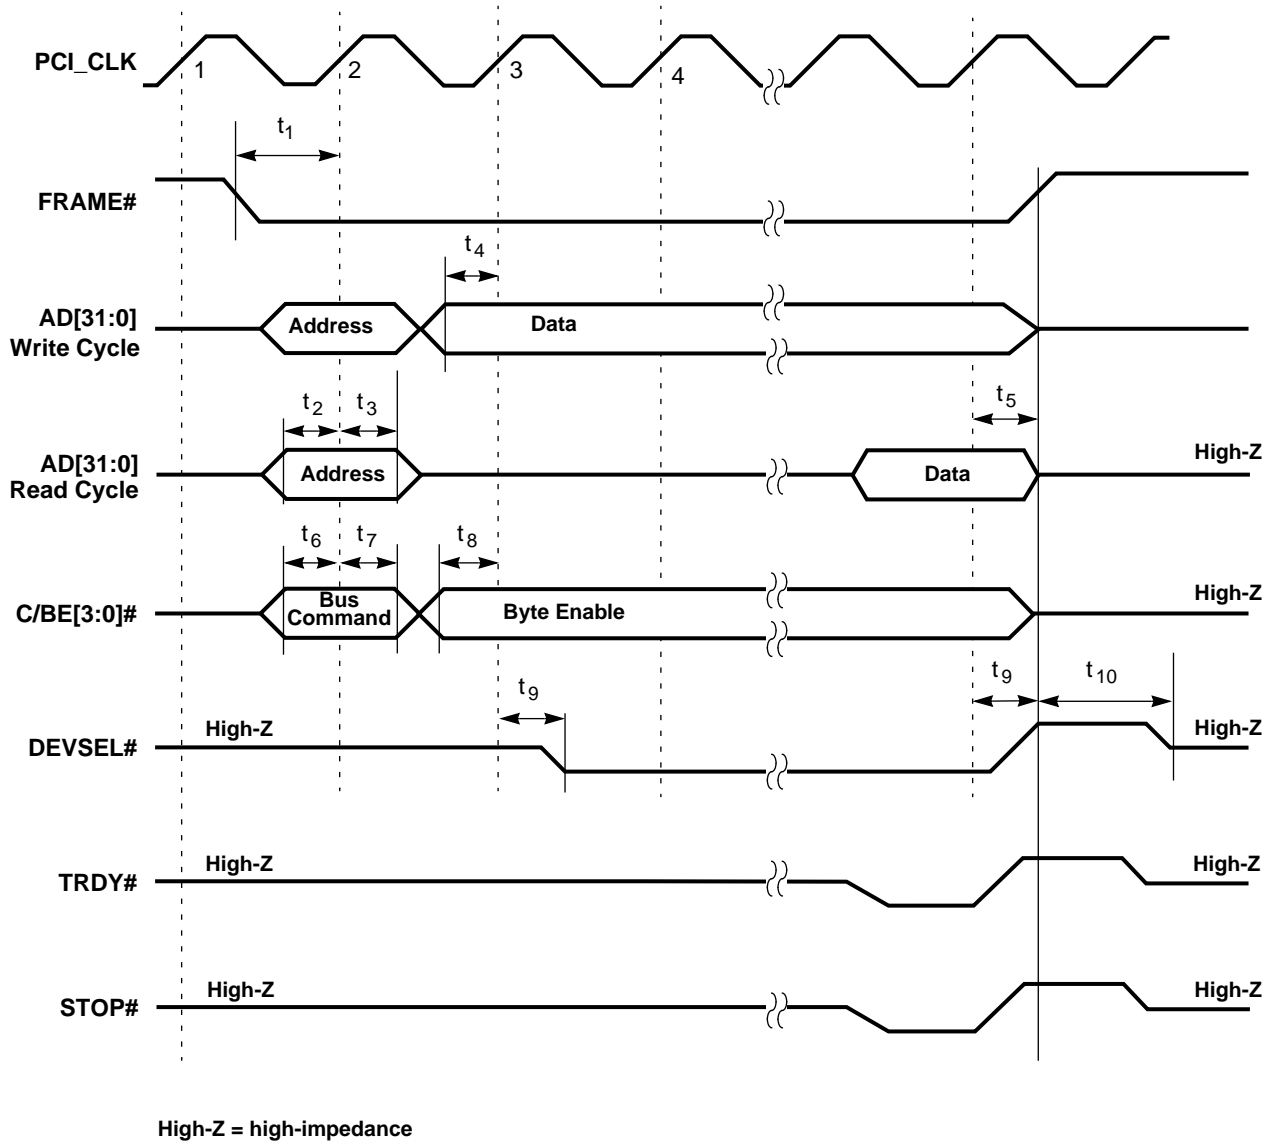 PCI_CLK
1 2 3 4
t1
FRAME#
t4
AD[31:0]
Write Cycle
Address
Data
t2 t3 t5
AD[31:0]
Read Cycle
Address
Data
High-Z
t6 t7 t8
C/BE[3:0]#
Bus
Command
Byte Enable
High-Z
t9 t9 t10
DEVSEL#
High-Z
High-Z
TRDY#
High-Z
High-Z
STOP#
High-Z
High-Z
High-Z = high-impedance